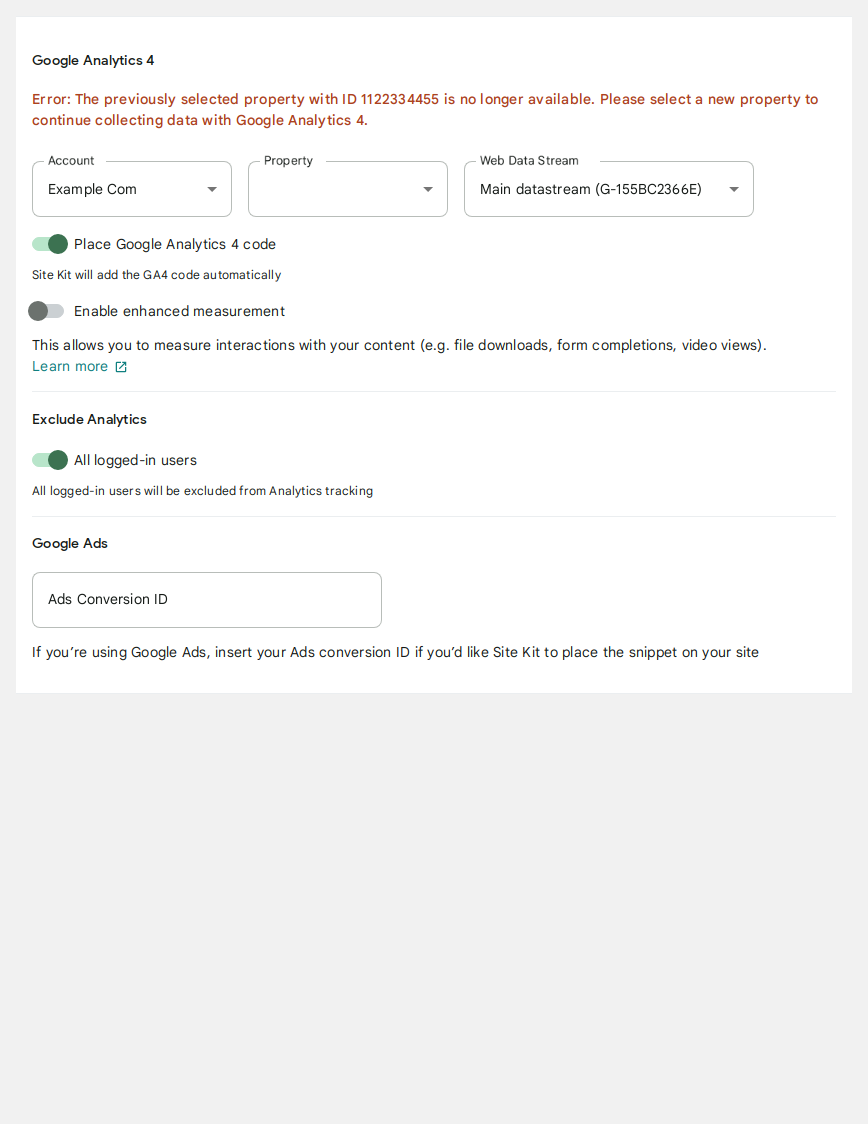 Google Analytics 4
Error: The previously selected property with ID 1122334455 is no longer available. Please select a new property to
continue collecting data with Google Analytics 4.
Account
Property
Web Data Stream
Example Com
Main datastream (G-155BC2366E)
Place Google Analytics 4 code
Site Kit will add the GA4 code automatically
Enable enhanced measurement
This allows you to measure interactions with your content (e.g. file downloads, form completions, video views).
Learn more
Exclude Analytics
All logged-in users
All logged-in users will be excluded from Analytics tracking
Google Ads
Ads Conversion ID
If you’re using Google Ads, insert your Ads conversion ID if you’d like Site Kit to place the snippet on your site